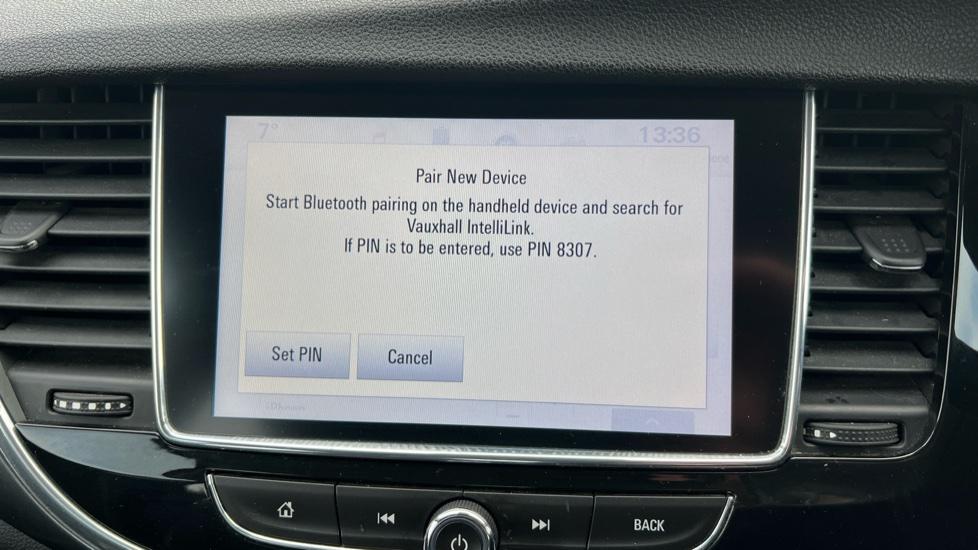 7°
13:36
Pair New Device
Start Bluetooth pairing on the handheld device and search for
Vauxhall IntelliLink.
If PIN is to be entered, use PIN 8307.
Set PIN
Cancel
BACK